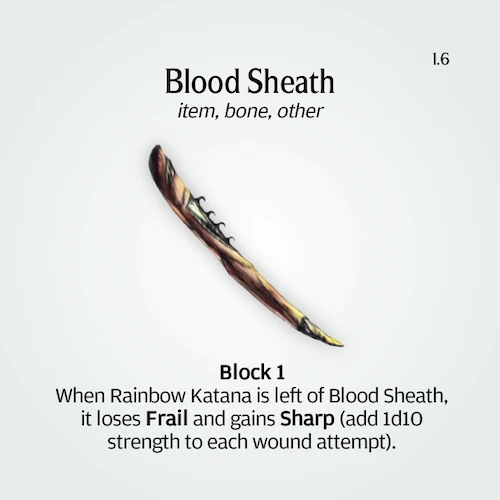 1.6
Blood Sheath
item, bone, other
Block 1
When Rainbow Katana is left of Blood Sheath,
it loses Frail and gains Sharp (add 1d10
strength to each wound attempt).